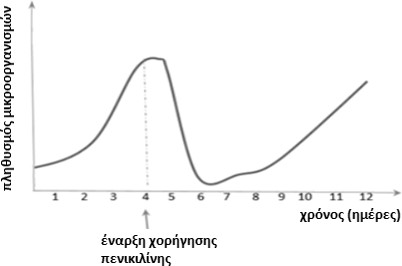 πληθυσμός μικροοργανισμών
1 2 3 4 5 6 7 8 9 10 11 12
χρόνος (ημέρες)
έναρξη χορήγησης
πενικιλίνης